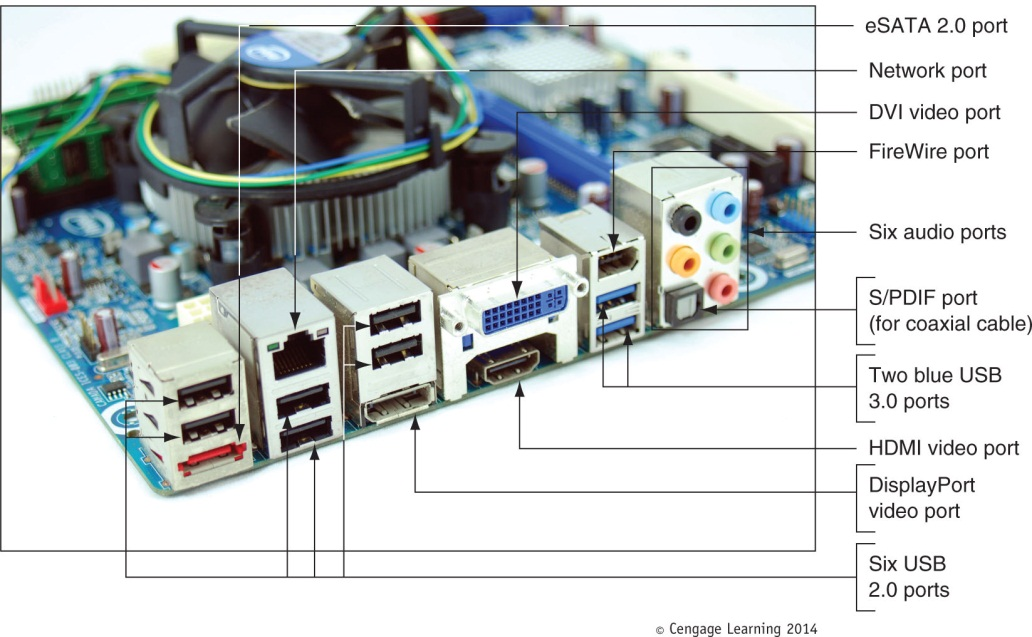 eSATA 2.0 port
Network port
DVI video port
FireWire port
Six audio ports
S/PDIF port
(for coaxial cable)
Two blue USB
3.0 ports
HDMI video port
DisplayPort
video port
Six USB
2.0 ports
© Cengage Learning 2014